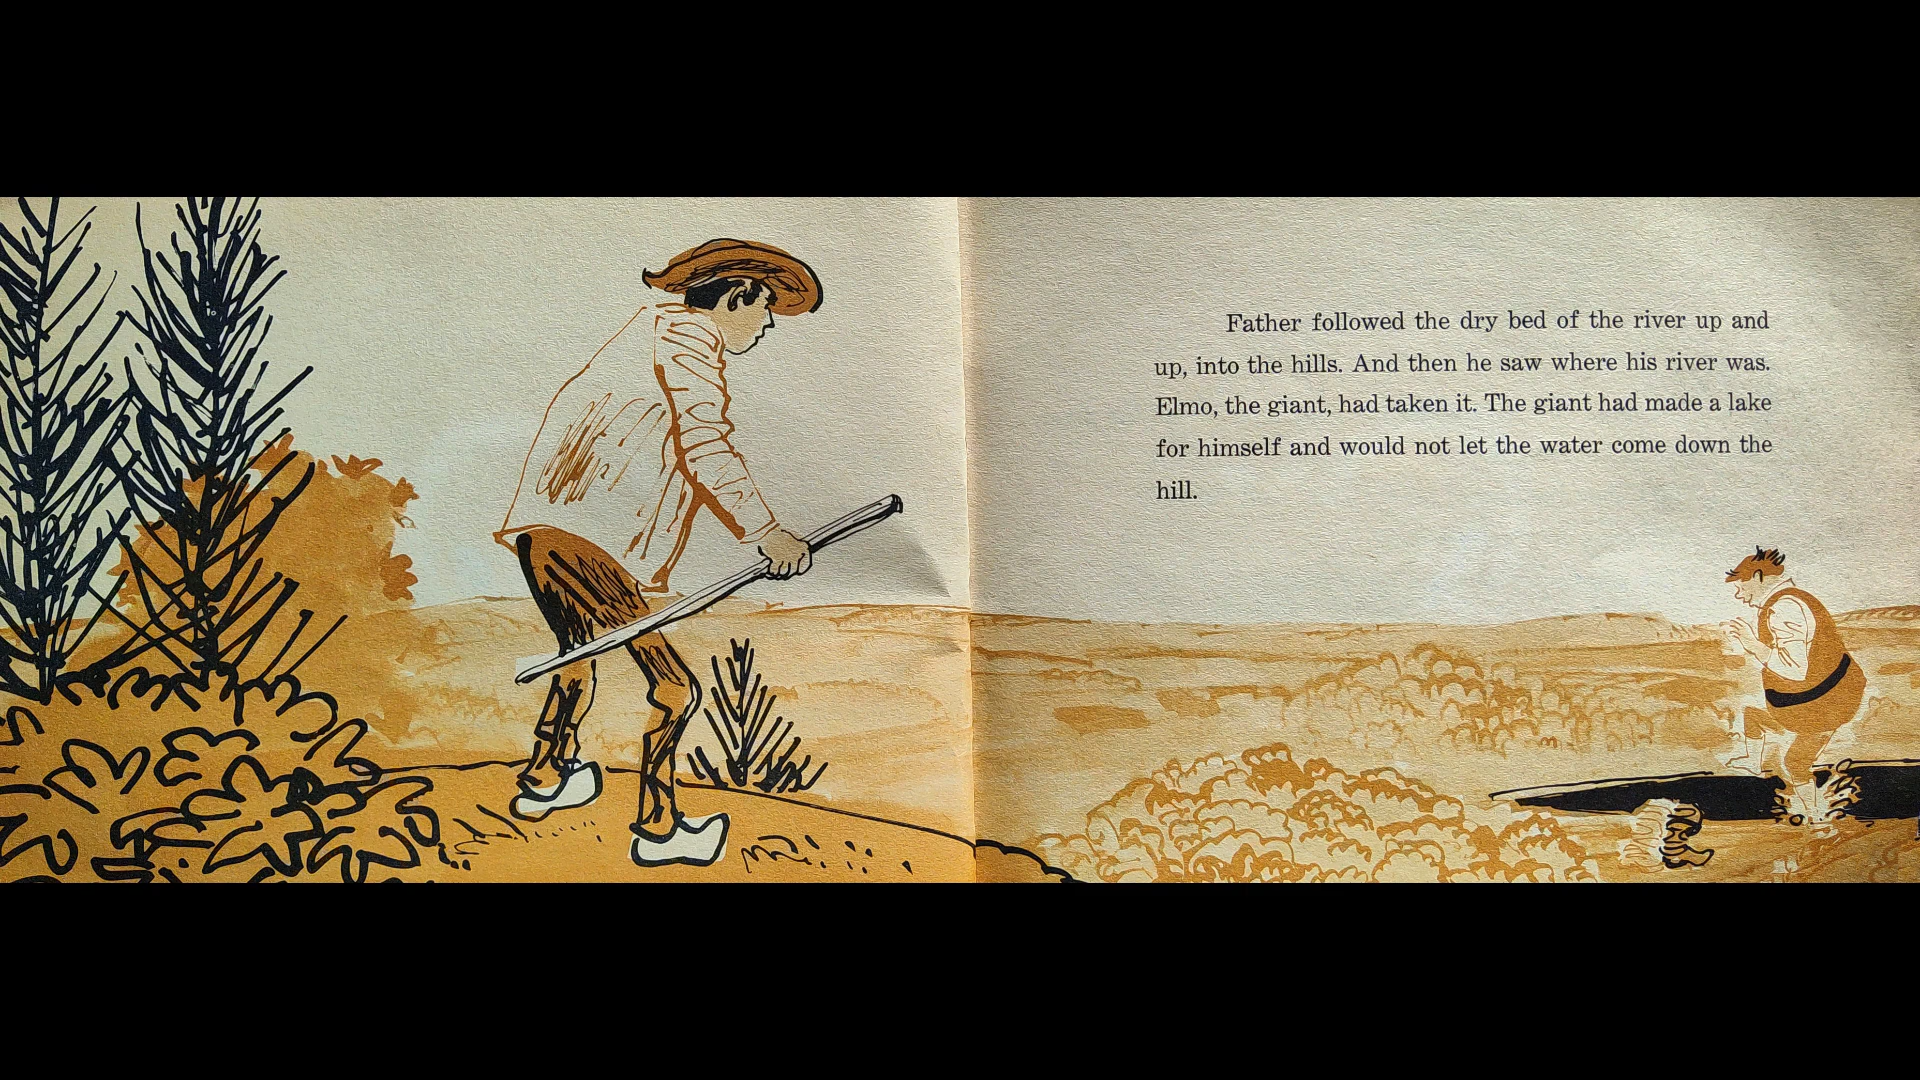 Father followed the dry bed of the river up and
up, into the hills. And then he saw where his river was.
Elmo, the giant, had taken it. The giant had made a lake
for himself and would not let the water come down the
hill.